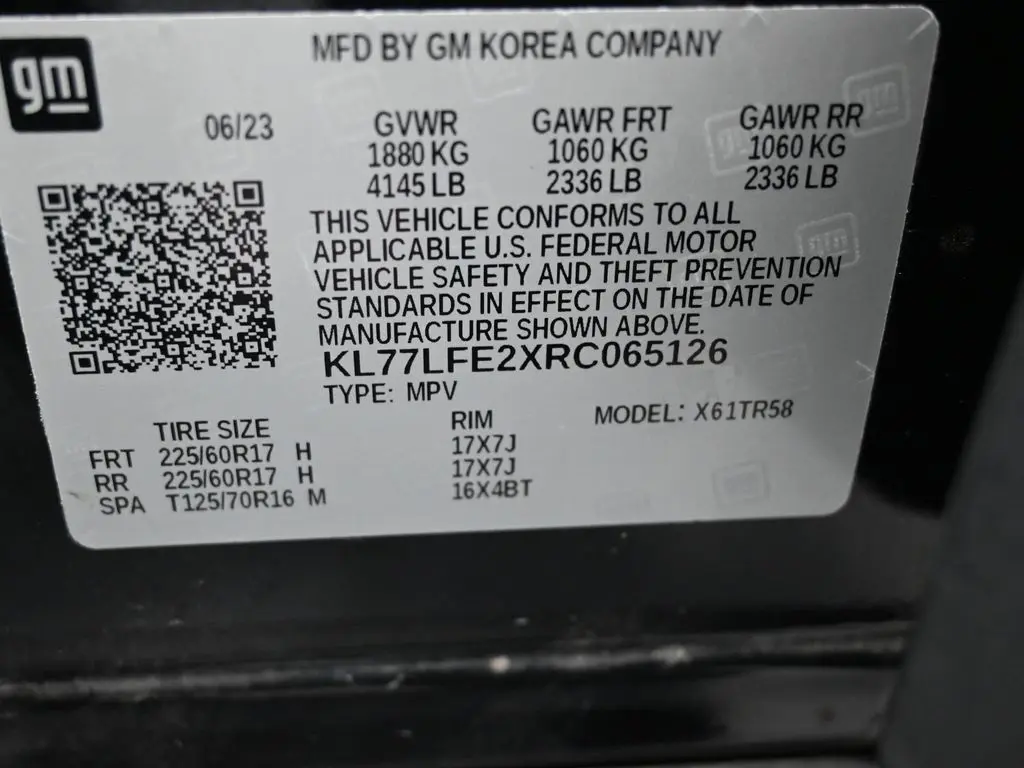 gm
MFD BY GM KOREA COMPANY
06/23 GVWR GAWR FRT GAWR RR
1880 KG 1060 KG 1060 KG
4145 LB 2336 LB 2336 LB
THIS VEHICLE CONFORMS TO ALL
APPLICABLE U.S. FEDERAL MOTOR
VEHICLE SAFETY AND THEFT PREVENTION
STANDARDS IN EFFECT ON THE DATE OF
MANUFACTURE SHOWN ABOVE.
KL77LFE2XRC065126
TYPE: MPV
MODEL: X61TR58
TIRE SIZE RIM
FRT 225/60R17 H 17X7J
RR 225/60R17 H 17X7J
SPA T125/70R16 M 16X4BT